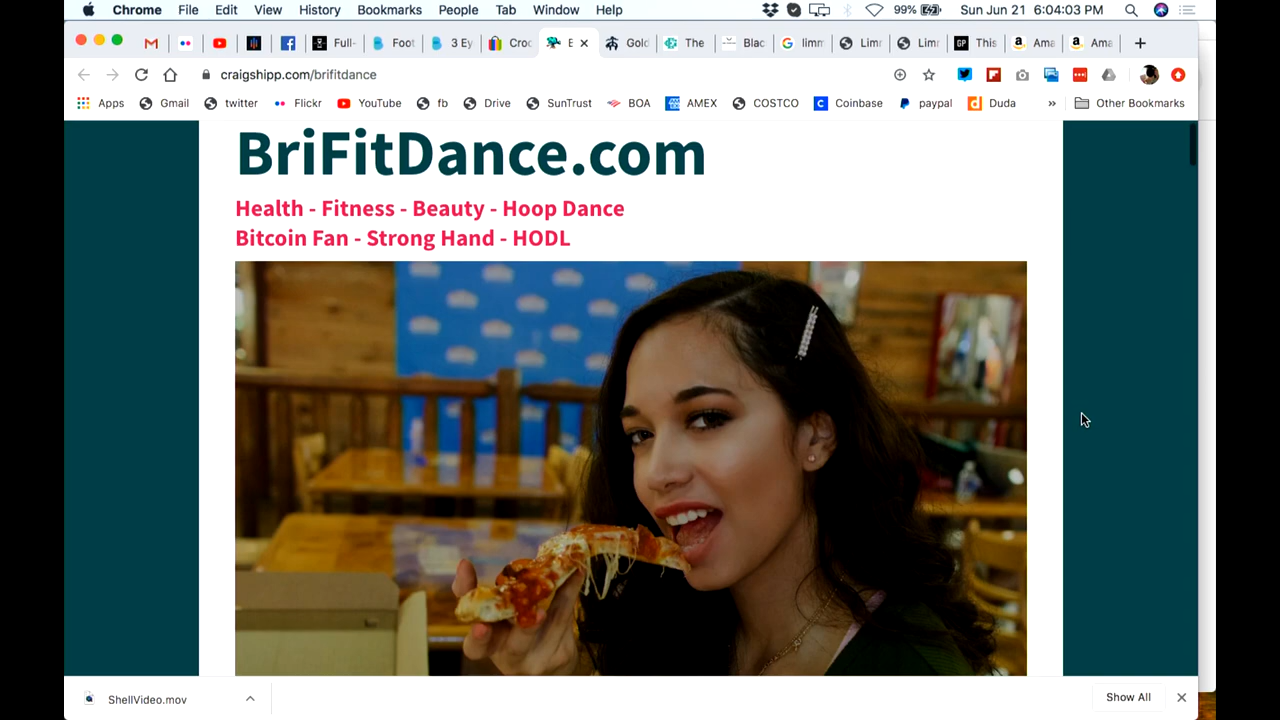 Chrome File Edit View History Bookmarks People Tab Window Help 99% Sun Jun 21 6:04:03 PM
Full- Foot 3 Ey Croc E Gold The Blac limm Limr Limr This Ama Ama
craigshipp.com/brifitdance
Apps Gmail twitter Flickr YouTube fb Drive SunTrust BOA AMEX COSTCO Coinbase paypal Duda » Other Bookmarks
BriFitDance.com
Health - Fitness - Beauty - Hoop Dance
Bitcoin Fan - Strong Hand - HODL
ShellVideo.mov Show All